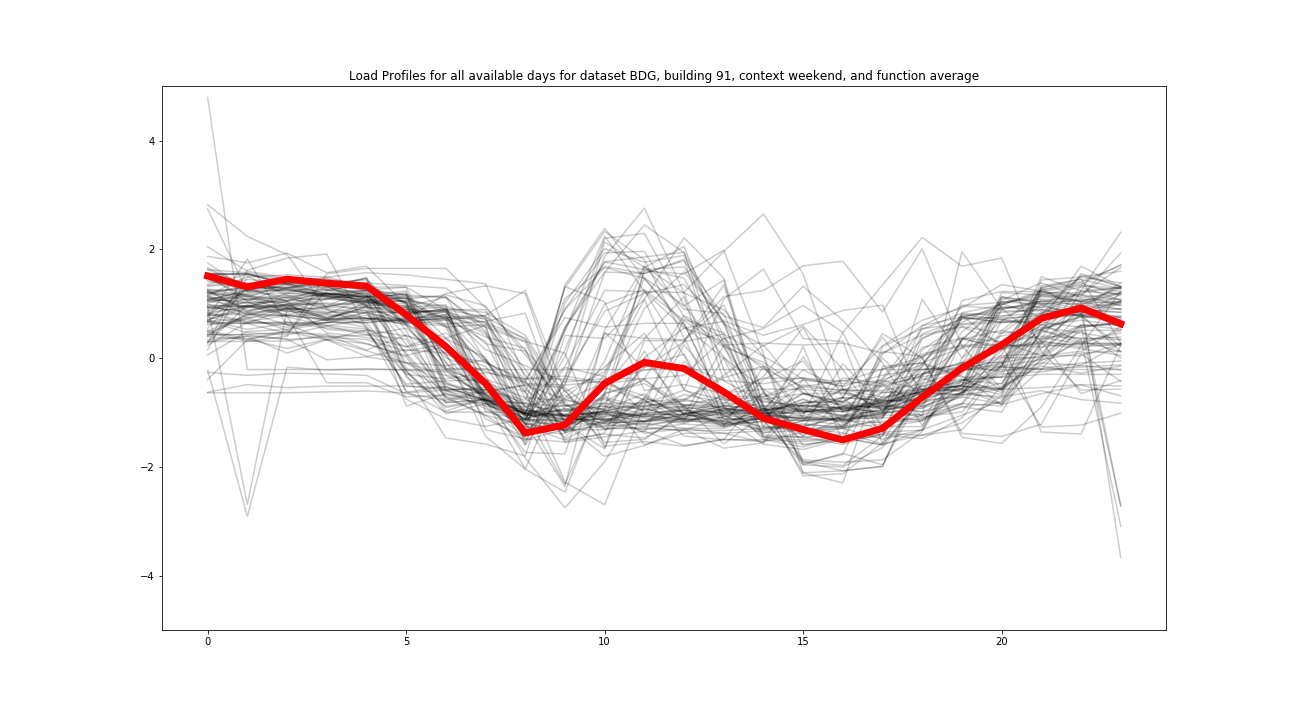 Load Profiles for all available days for dataset BDG, building 91, context weekend, and function average
4
2
0
−2
−4
0 5 10 15 20